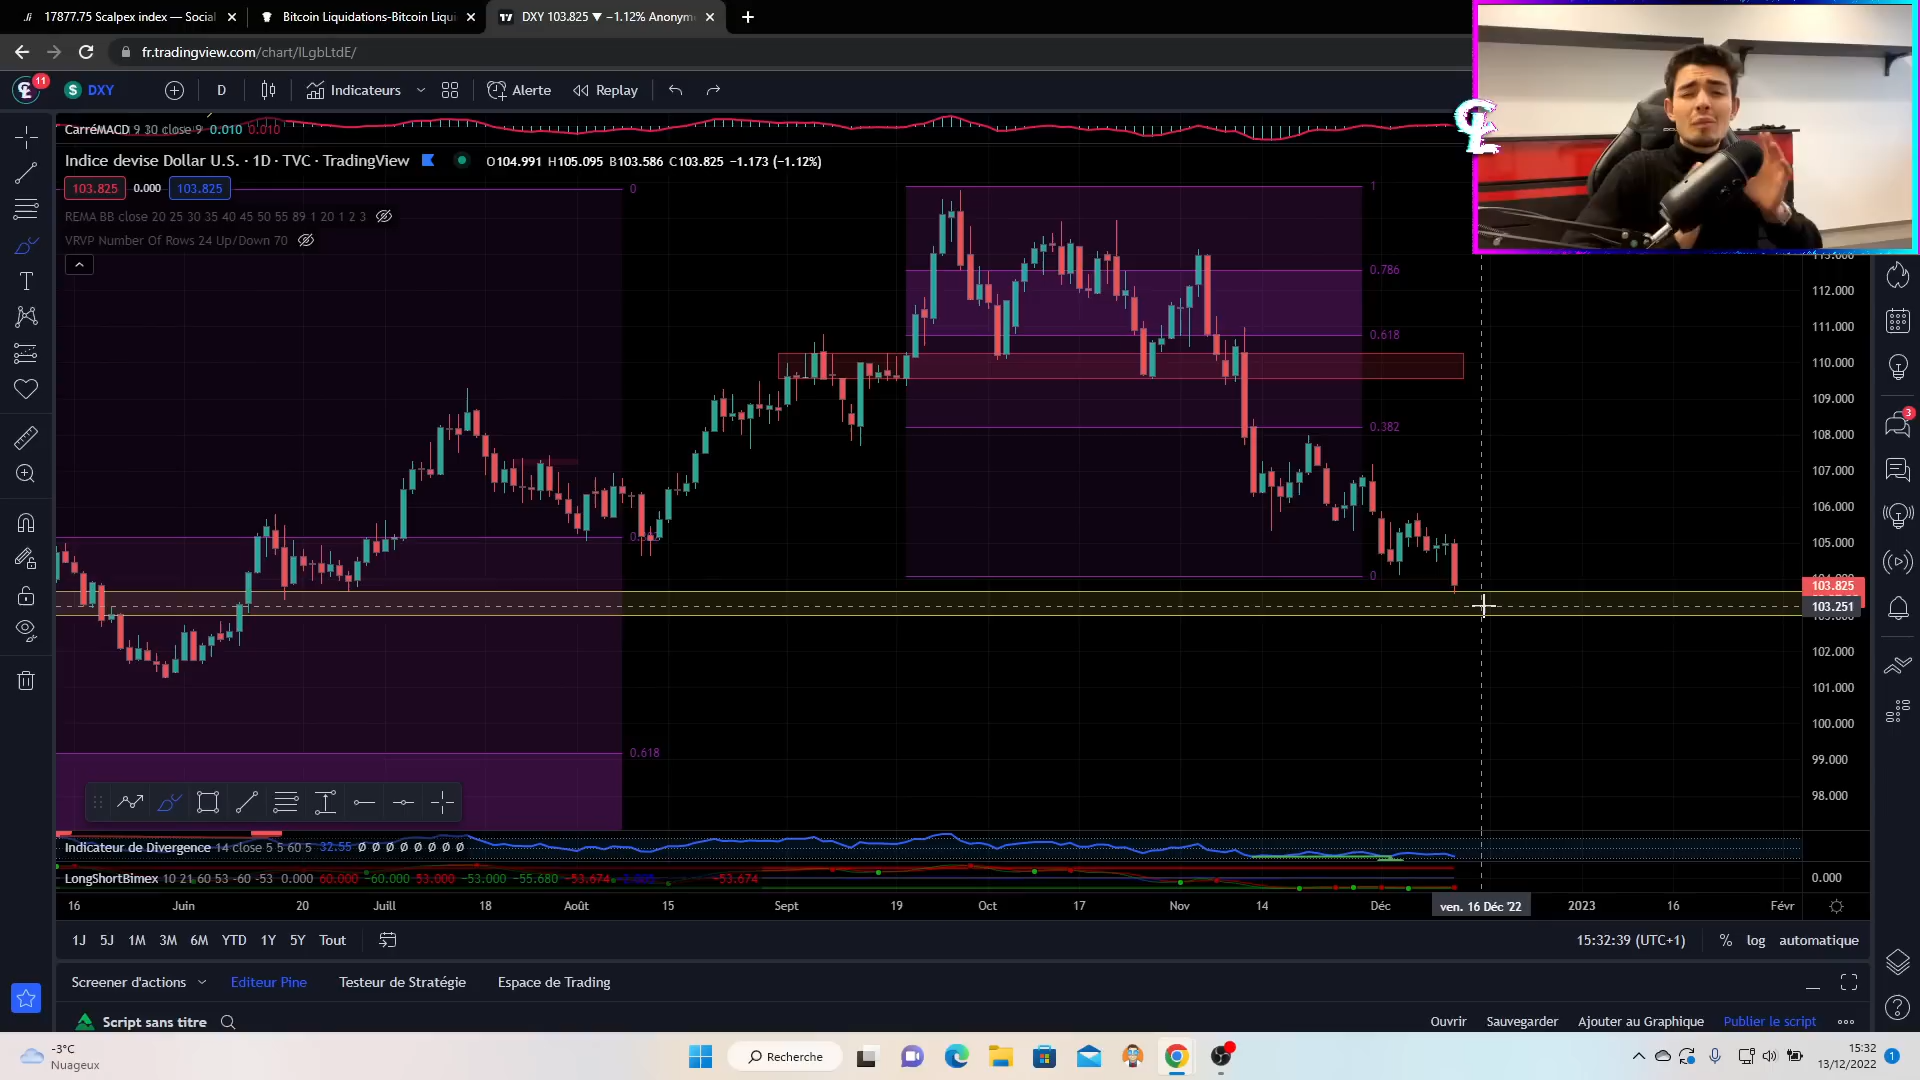 17877.75 Scalpex index — Social
Bitcoin Liquidations-Bitcoin Liqui
DXY 103.825 ▼ −1.12% Anonym
fr.tradingview.com/chart/lLgbLtdE/
11
DXY
D
Indicateurs
Alerte
Replay
CarréMACD 9 30 close 9 0.010 0.010
Indice devise Dollar U.S. · 1D · TVC · TradingView
O104.991 H105.095 B103.586 C103.825 −1.173 (−1.12%)
103.825 0.000 103.825
REMA BB close 20 25 30 35 40 45 50 55 89 1 20 1 2 3
VRVP Number Of Rows 24 Up/Down 70
0
0.618
1
0.786
0.618
0.382
0
113.000
112.000
111.000
110.000
109.000
108.000
107.000
106.000
105.000
103.825
103.251
102.000
101.000
100.000
99.000
98.000
3
Indicateur de Divergence 14 close 5 5 60 5 32.55 Ø Ø Ø Ø Ø Ø Ø Ø
LongShortBimex 10 21 60 53 -60 -53 0.000 60.000 −60.000 53.000 −53.000 −55.680 −53.674 −53.674
0.000
16 Juin 20 Juill 18 Août 15 Sept 19 Oct 17 Nov 14 Déc ven. 16 Déc '22 2023 16 Févr
1J 5J 1M 3M 6M YTD 1Y 5Y Tout
15:32:39 (UTC+1) % log automatique
Screener d'actions Editeur Pine Testeur de Stratégie Espace de Trading
Script sans titre
Ouvrir Sauvegarder Ajouter au Graphique Publier le script
-3°C
Nuageux
Recherche
15:32
13/12/2022
1